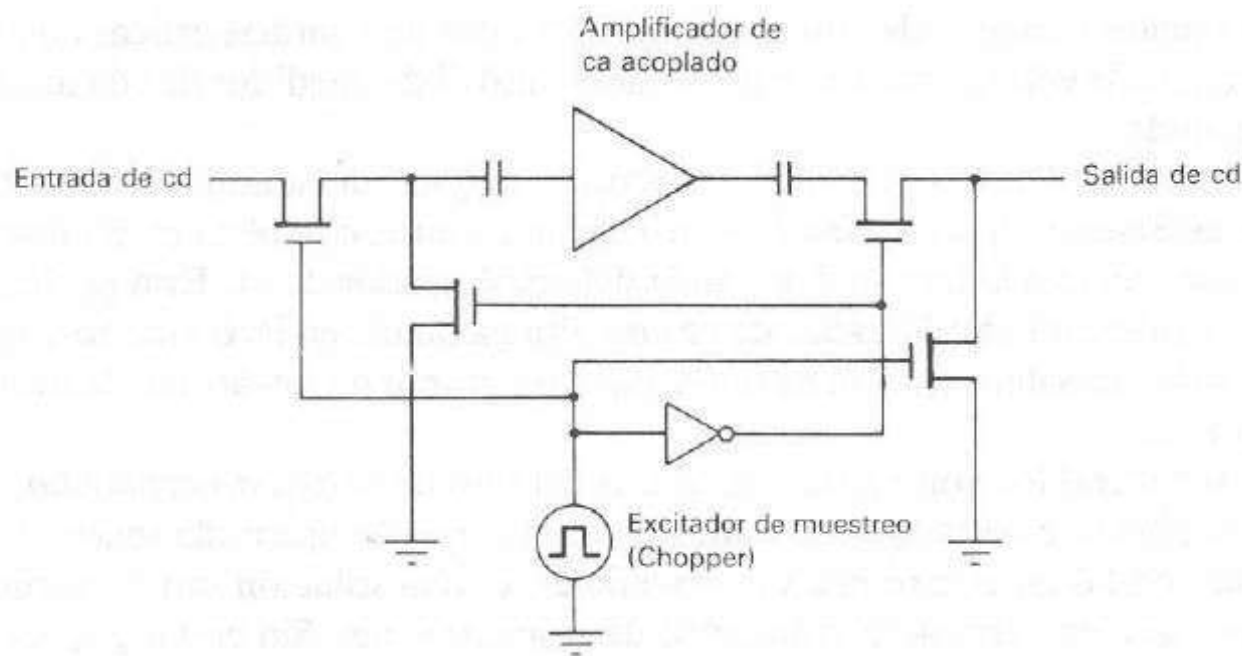 Amplificador de
ca acoplado
Entrada de cd
Salida de cd
Excitador de muestreo
(Chopper)